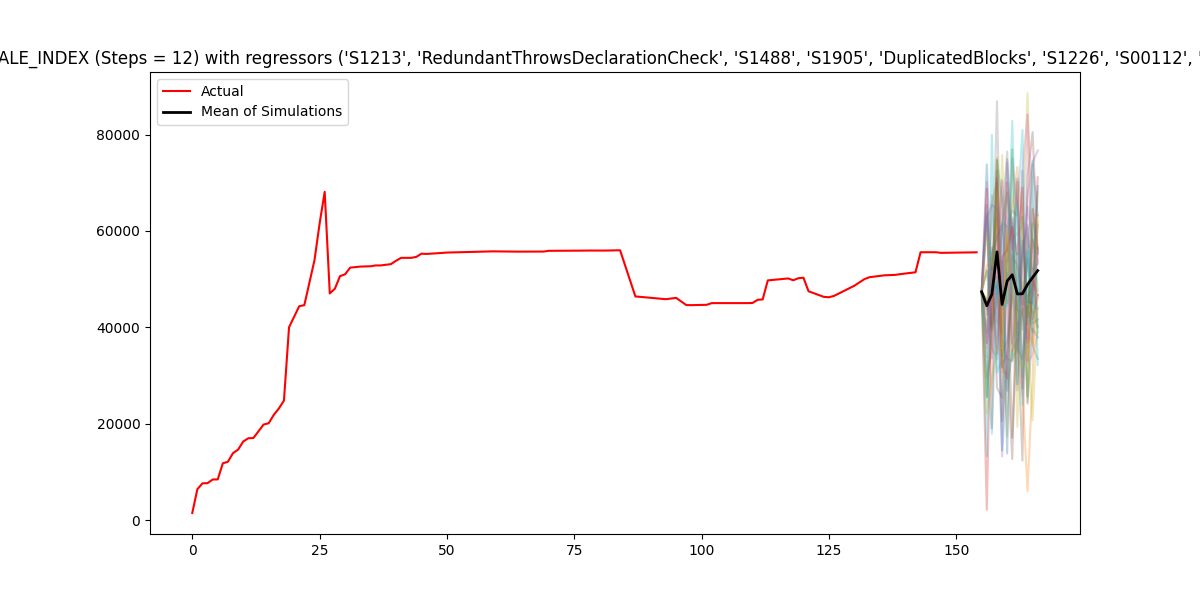 ALE_INDEX (Steps = 12) with regressors ('S1213', 'RedundantThrowsDeclarationCheck', 'S1488', 'S1905', 'DuplicatedBlocks', 'S1226', 'S00112', '
Actual
Mean of Simulations
80000
60000
40000
20000
0
0 25 50 75 100 125 150